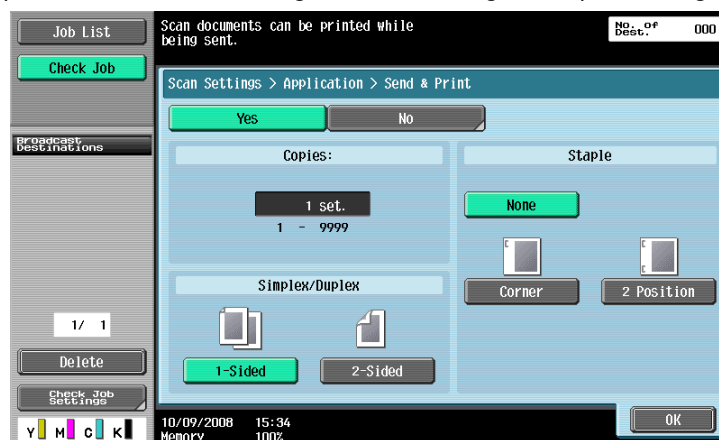 Job List
Check Job
Broadcast
Destinations
1/ 1
Delete
Check Job
Settings
Y M C K
Scan documents can be printed while
being sent.
No. of
Dest. 000
Scan Settings > Application > Send & Print
Yes No
Copies:
1 set.
1 - 9999
Simplex/Duplex
1-Sided 2-Sided
Staple
None
Corner 2 Position
10/09/2008 15:34
Memory 100%
OK